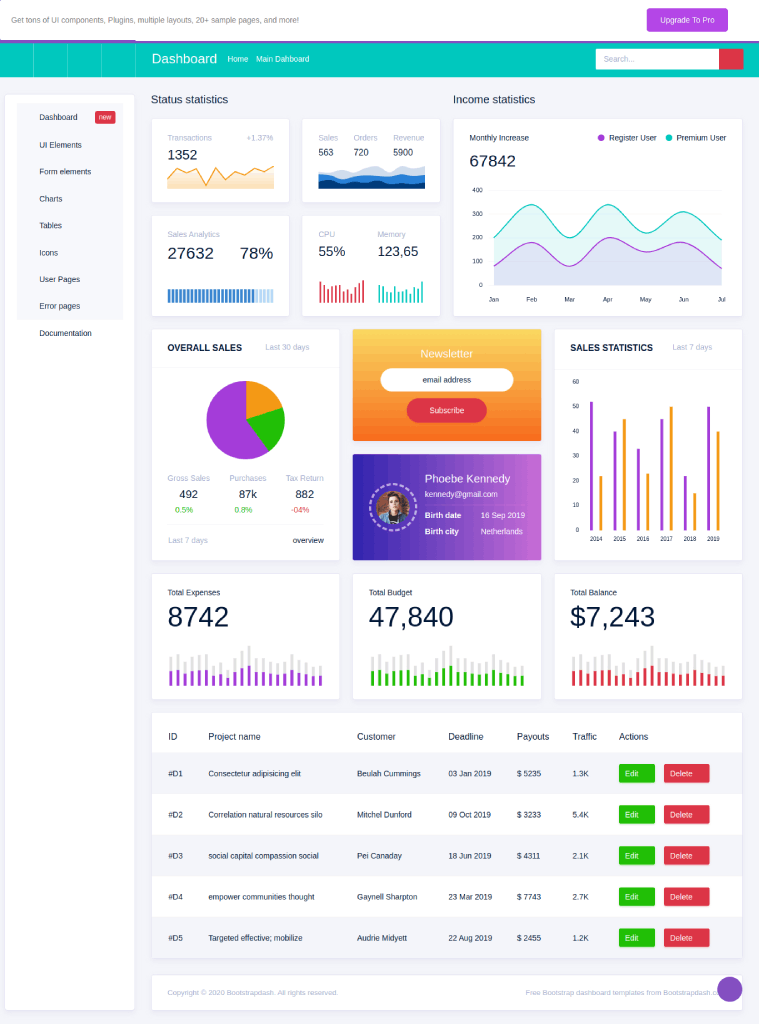 Get tons of UI components, Plugins, multiple layouts, 20+ sample pages, and more!
Upgrade To Pro
Dashboard Home Main Dahboard
Search...
Dashboard new
UI Elements
Form elements
Charts
Tables
Icons
User Pages
Error pages
Documentation
Status statistics
Transactions +1.37%
1352
Sales Orders Revenue
563 720 5900
Sales Analytics
27632 78%
CPU Memory
55% 123,65
Income statistics
Monthly Increase Register User Premium User
67842
400
300
200
100
0
Jan Feb Mar Apr May Jun Jul
OVERALL SALES Last 30 days
Gross Sales Purchases Tax Return
492 87k 882
0.5% 0.8% -04%
Last 7 days overview
Newsletter
email address
Subscribe
Phoebe Kennedy
kennedy@gmail.com
Birth date 16 Sep 2019
Birth city Netherlands
SALES STATISTICS Last 7 days
60
50
40
30
20
10
0
2014 2015 2016 2017 2018 2019
Total Expenses
8742
Total Budget
47,840
Total Balance
$7,243
ID Project name Customer Deadline Payouts Traffic Actions
#D1 Consectetur adipisicing elit Beulah Cummings 03 Jan 2019 $ 5235 1.3K Edit Delete
#D2 Correlation natural resources silo Mitchel Dunford 09 Oct 2019 $ 3233 5.4K Edit Delete
#D3 social capital compassion social Pei Canaday 18 Jun 2019 $ 4311 2.1K Edit Delete
#D4 empower communities thought Gaynell Sharpton 23 Mar 2019 $ 7743 2.7K Edit Delete
#D5 Targeted effective; mobilize Audrie Midyett 22 Aug 2019 $ 2455 1.2K Edit Delete
Copyright © 2020 Bootstrapdash. All rights reserved.
Free Bootstrap dashboard templates from